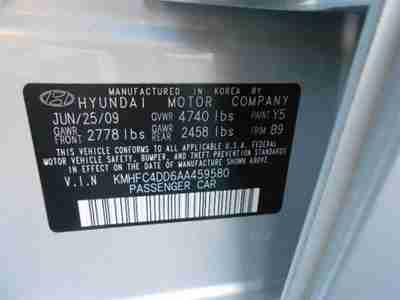 MANUFACTURED IN KOREA BY
HYUNDAI MOTOR COMPANY
JUN/25/09 GVWR 4740 lbs PAINT Y5
GAWR FRONT 2778 lbs GAWR REAR 2458 lbs TRIM B9
THIS VEHICLE CONFORMS TO ALL APPLICABLE U.S.A. FEDERAL
MOTOR VEHICLE SAFETY, BUMPER, AND THEFT PREVENTION
STANDARDS IN EFFECT ON THE DATE OF MANUFACTURE SHOWN ABOVE.
V.I.N KMHFC4DD6AA459580
PASSENGER CAR